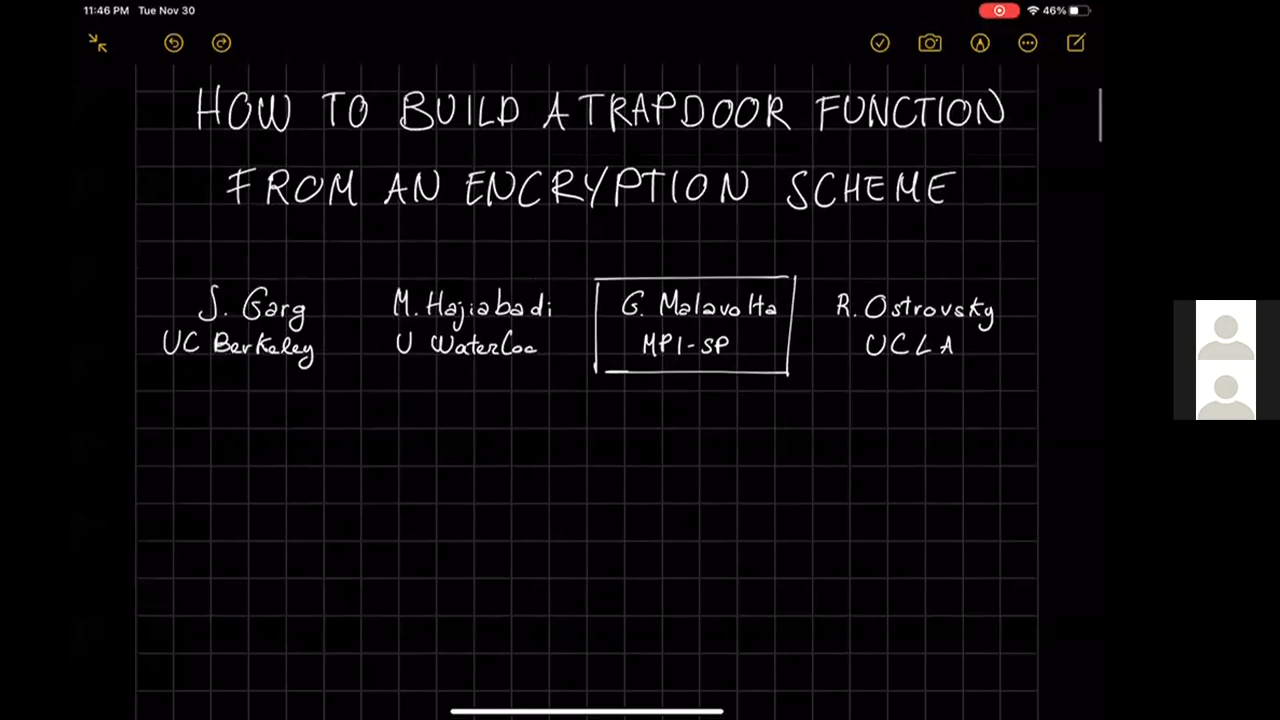 11:46 PM Tue Nov 30
46%
HOW TO BUILD A TRAPDOOR FUNCTION
FROM AN ENCRYPTION SCHEME
S. Garg M. Hajiabadi G. Malavolta R. Ostrovsky
UC Berkeley U Waterloo MPI-SP UCLA